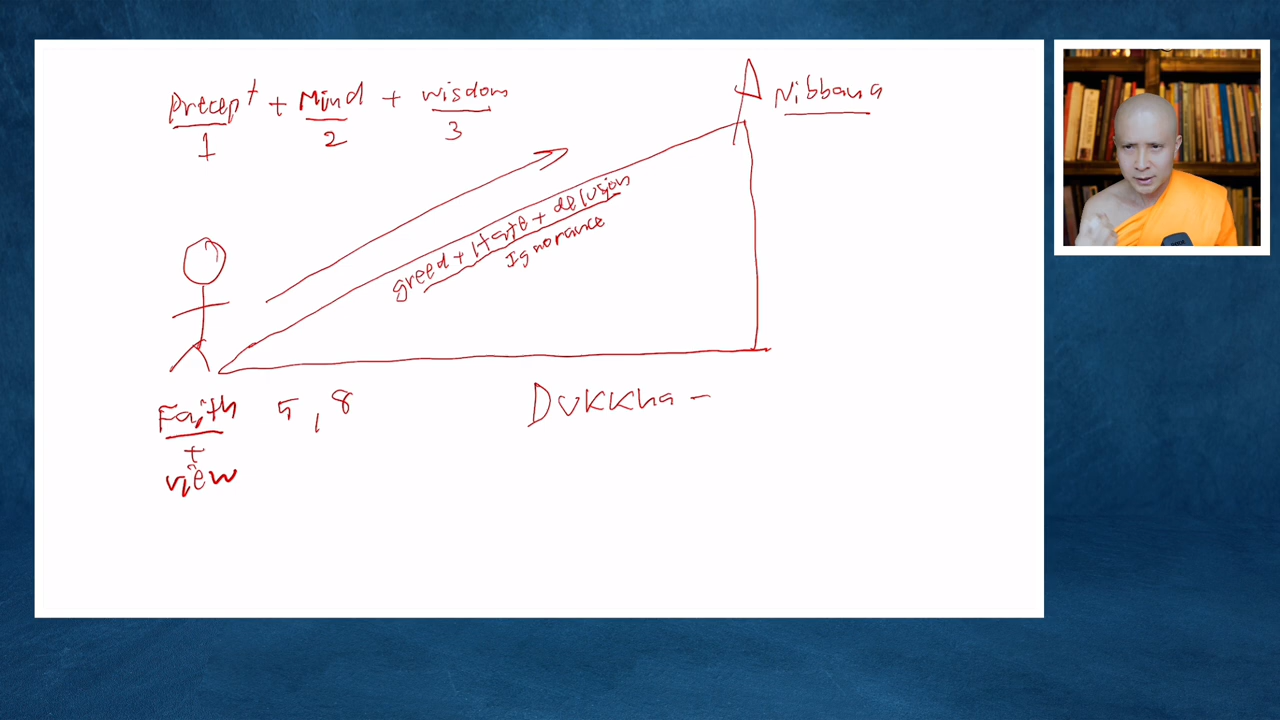 Precept + Mind + wisdom
1 2 3
Nibbana
greed + Hate + delusion
Ignorance
Faith 5, 8
+
view
Dukkha -